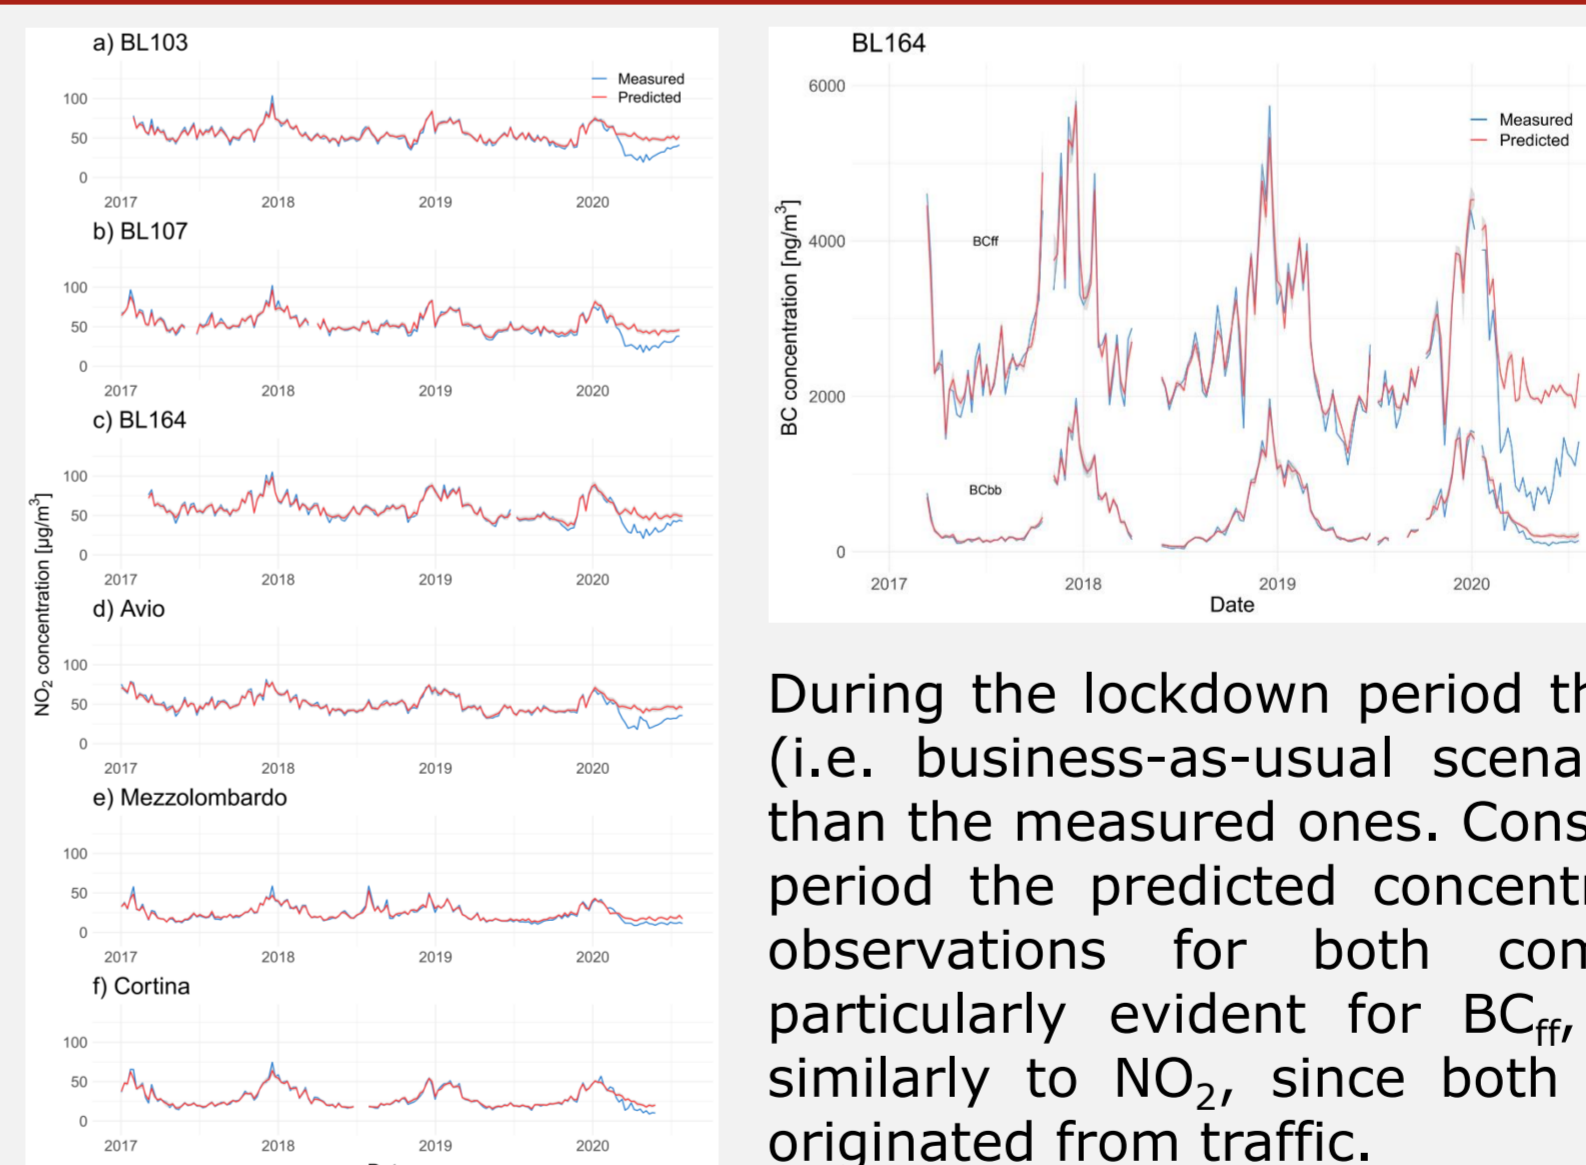 a) BL103
Measured
Predicted
100
50
0
2017 2018 2019 2020
b) BL107
100
50
0
2017 2018 2019 2020
c) BL164
100
50
0
2017 2018 2019 2020
d) Avio
100
50
0
2017 2018 2019 2020
e) Mezzolombardo
100
50
0
2017 2018 2019 2020
f) Cortina
100
50
0
2017 2018 2019 2020
NO₂ concentration [µg/m³]
BL164
6000
4000
2000
0
BC concentration [ng/m³]
Measured
Predicted
BCff
BCbb
2017 2018 2019 2020
Date
During the lockdown period
(i.e. business-as-usual
than the measured ones.
period the predicted
observations for both
particularly evident for BCff,
similarly to NO₂, since both
originated from traffic.